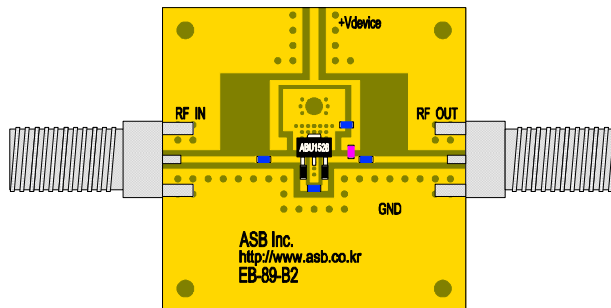 +Vdevice
RF IN
RF OUT
ABU1520
GND
ASB Inc.
http://www.asb.co.kr
EB-89-B2